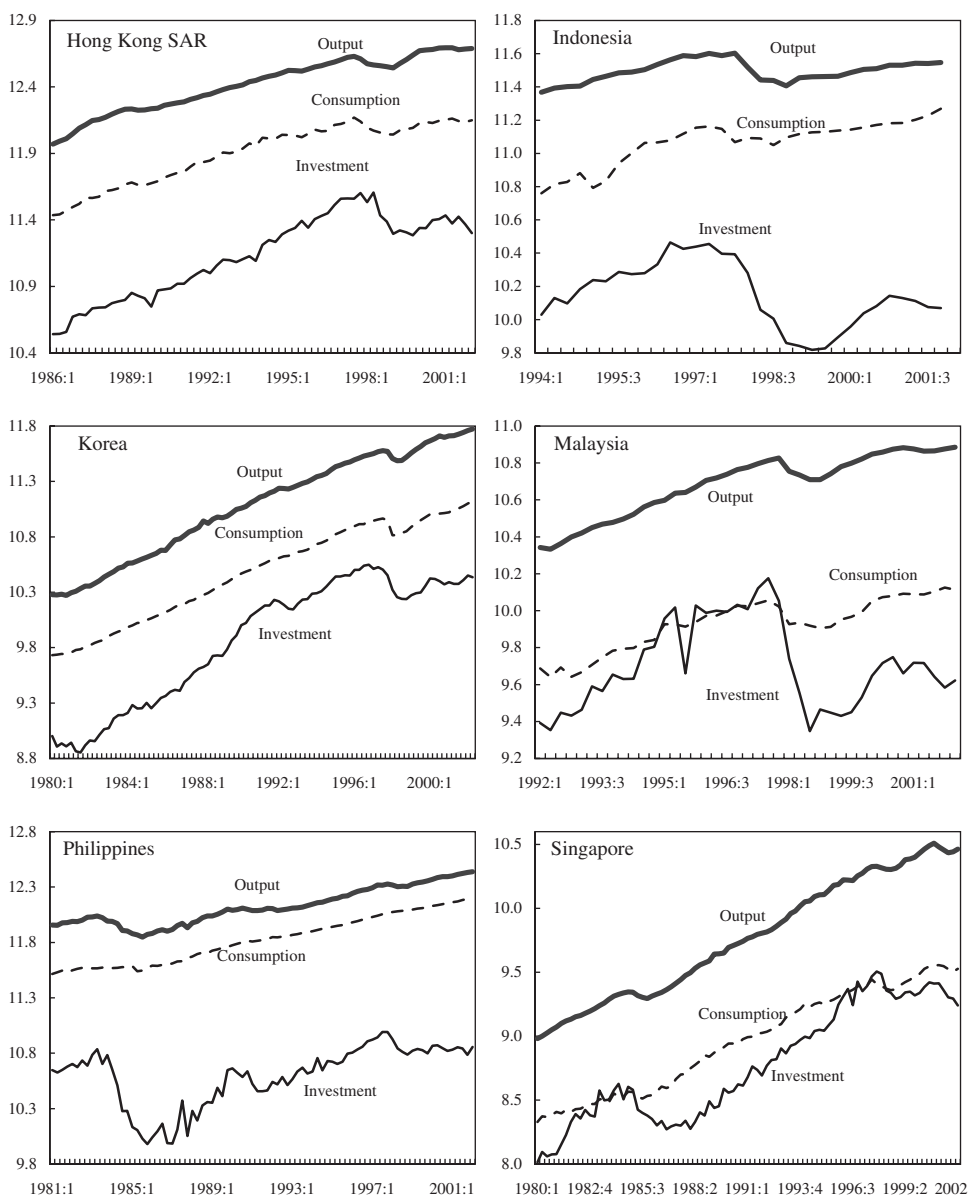 Hong Kong SAR
12.9
12.6
12.4
12.1
11.9
11.6
11.4
11.1
10.9
10.6
10.4
Output
Consumption
Investment
1986:1 1989:1 1992:1 1995:1 1998:1 2001:1
Indonesia
11.8
11.6
11.4
11.2
11.0
10.8
10.6
10.4
10.2
10.0
9.8
Output
Consumption
Investment
1994:1 1995:3 1997:1 1998:3 2000:1 2001:3
Korea
11.8
11.3
10.8
10.3
9.8
9.3
8.8
Output
Consumption
Investment
1980:1 1984:1 1988:1 1992:1 1996:1 2000:1
Malaysia
11.0
10.8
10.6
10.4
10.2
10.0
9.8
9.6
9.4
9.2
Output
Consumption
Investment
1992:1 1993:3 1995:1 1996:3 1998:1 1999:3 2001:1
Philippines
12.8
12.3
11.8
11.3
10.8
10.3
9.8
Output
Consumption
Investment
1981:1 1985:1 1989:1 1993:1 1997:1 2001:1
Singapore
10.5
10.0
9.5
9.0
8.5
8.0
Output
Consumption
Investment
1980:1 1982:4 1985:3 1988:2 1991:1 1993:4 1996:3 1999:2 2002